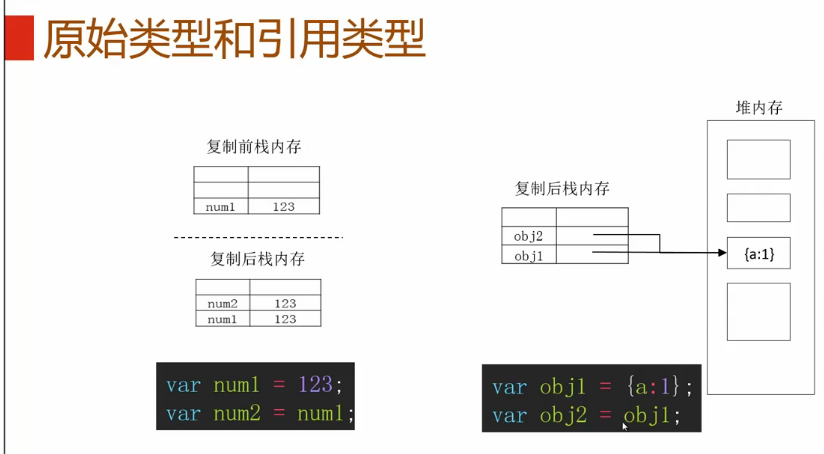 原始类型和引用类型
复制前栈内存
num1 123
复制后栈内存
num2 123
num1 123
var num1 = 123;
var num2 = num1;
堆内存
复制后栈内存
obj2
obj1
{a:1}
var obj1 = {a:1};
var obj2 = obj1;